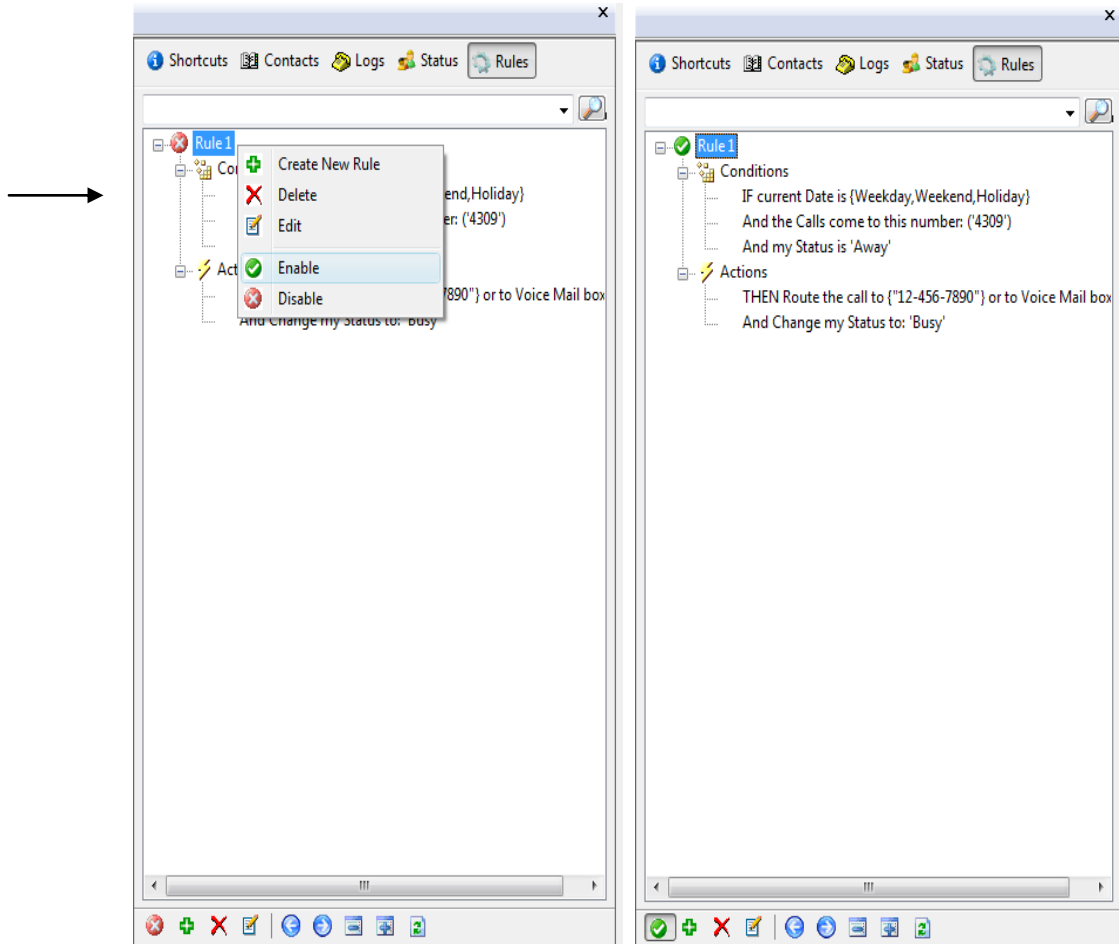 x
Shortcuts Contacts Logs Status Rules
Rule 1
Create New Rule
Delete
Edit
Enable
Disable
Co
end,Holiday}
er: ('4309')
Act
7890"} or to Voice Mail box
And Change my Status to: 'Busy'
x
Shortcuts Contacts Logs Status Rules
Rule 1
Conditions
IF current Date is {Weekday,Weekend,Holiday}
And the Calls come to this number: ('4309')
And my Status is 'Away'
Actions
THEN Route the call to {"12-456-7890"} or to Voice Mail box
And Change my Status to: 'Busy'